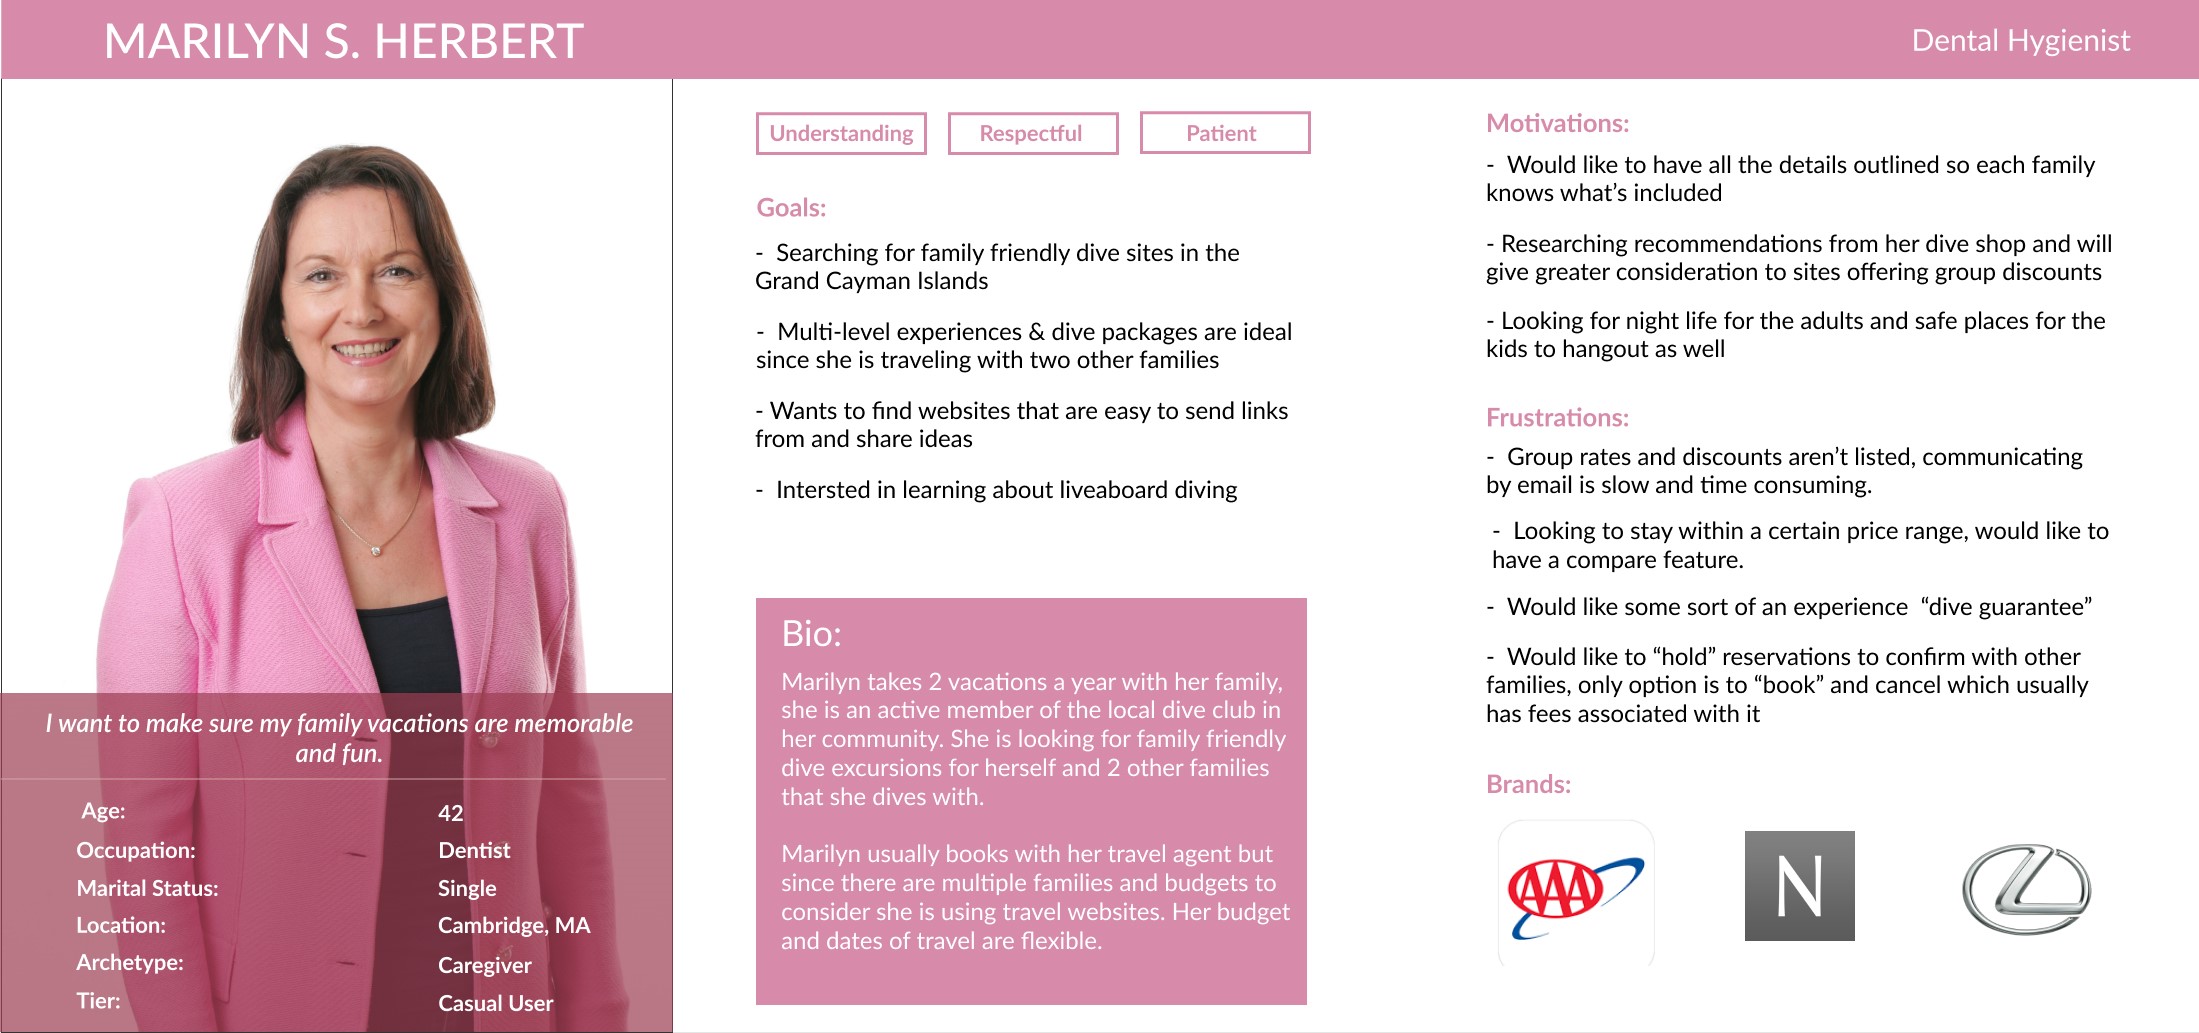 MARILYN S. HERBERT
Dental Hygienist
I want to make sure my family vacations are memorable
and fun.
Age: 42
Occupation: Dentist
Marital Status: Single
Location: Cambridge, MA
Archetype: Caregiver
Tier: Casual User
Understanding
Respectful
Patient
Goals:
- Searching for family friendly dive sites in the
Grand Cayman Islands
- Multi-level experiences & dive packages are ideal
since she is traveling with two other families
- Wants to find websites that are easy to send links
from and share ideas
- Intersted in learning about liveaboard diving
Bio:
Marilyn takes 2 vacations a year with her family,
she is an active member of the local dive club in
her community. She is looking for family friendly
dive excursions for herself and 2 other families
that she dives with.
Marilyn usually books with her travel agent but
since there are multiple families and budgets to
consider she is using travel websites. Her budget
and dates of travel are flexible.
Motivations:
- Would like to have all the details outlined so each family
knows what’s included
- Researching recommendations from her dive shop and will
give greater consideration to sites offering group discounts
- Looking for night life for the adults and safe places for the
kids to hangout as well
Frustrations:
- Group rates and discounts aren’t listed, communicating
by email is slow and time consuming.
- Looking to stay within a certain price range, would like to
have a compare feature.
- Would like some sort of an experience “dive guarantee”
- Would like to “hold” reservations to confirm with other
families, only option is to “book” and cancel which usually
has fees associated with it
Brands:
AAA
N